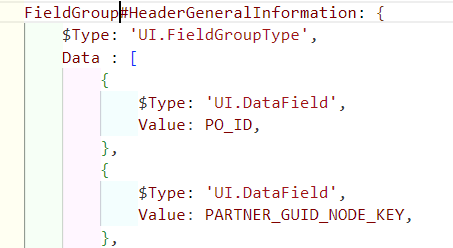 FieldGroup#HeaderGeneralInformation: {
$Type: 'UI.FieldGroupType',
Data : [
{
$Type: 'UI.DataField',
Value: PO_ID,
},
{
$Type: 'UI.DataField',
Value: PARTNER_GUID_NODE_KEY,
},